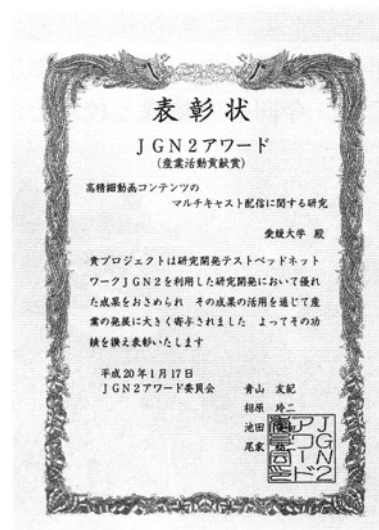 表彰状
JGN2アワード
(産業活動貢献賞)
高精細動画コンテンツの
マルチキャスト配信に関する研究
愛媛大学 殿
貴プロジェクトは研究開発テストベッドネット
ワークJGN2を利用した研究開発において優れ
た成果をおさめられ その成果の活用を通じて産
業の発展に大きく寄与されました よってその功
績を讃え表彰いたします
平成20年1月17日
JGN2アワード委員会 青山 友紀
相原 玲二
池田
尾家
JGN2
アワード